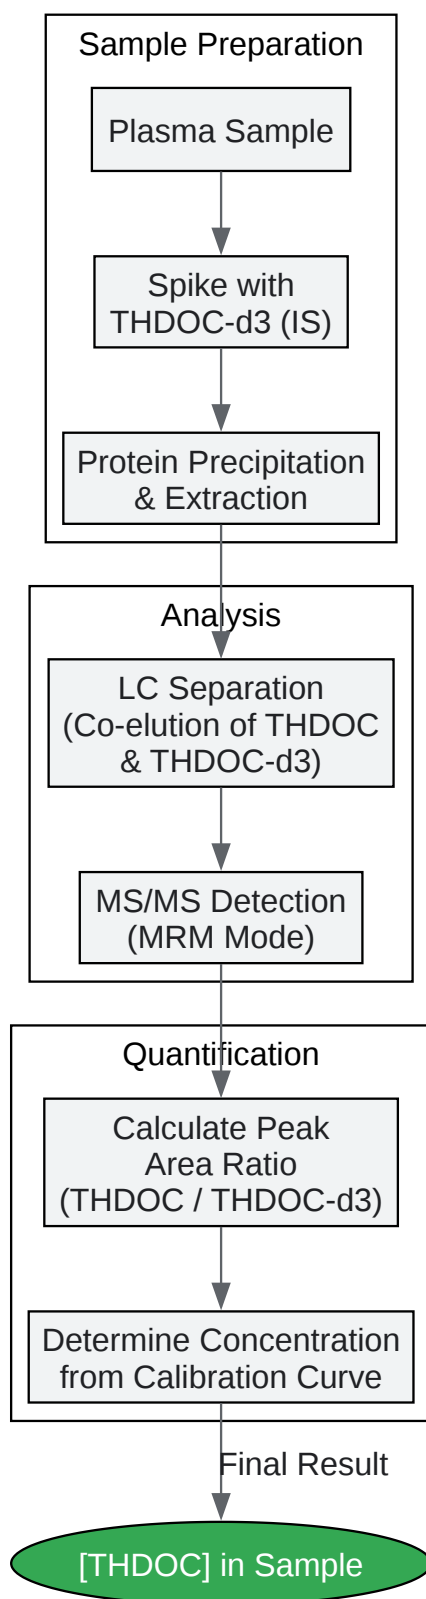 Sample Preparation
Plasma Sample
Spike with
THDOC-d3 (IS)
Protein Precipitation
& Extraction
Analysis
LC Separation
(Co-elution of THDOC
& THDOC-d3)
MS/MS Detection
(MRM Mode)
Quantification
Calculate Peak
Area Ratio
(THDOC / THDOC-d3)
Determine Concentration
from Calibration Curve
Final Result
[THDOC] in Sample